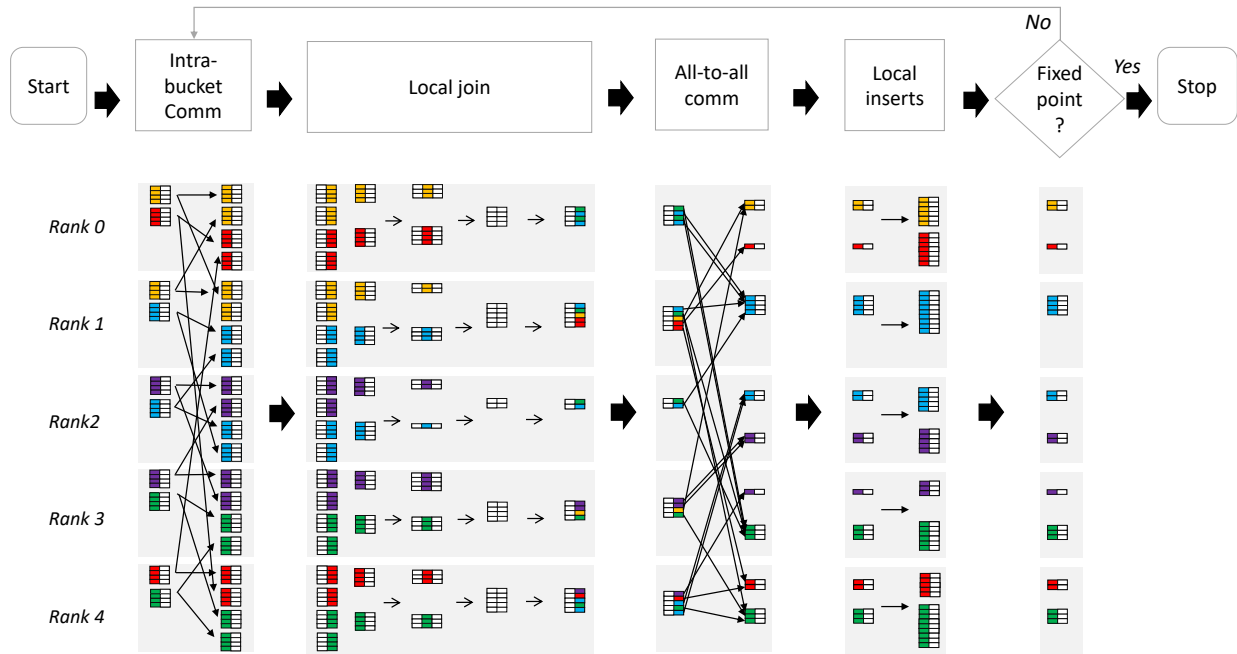 No
Start
Intra-
bucket
Comm
Local join
All-to-all
comm
Local
inserts
Fixed
point
?
Yes
Stop
Rank 0
Rank 1
Rank2
Rank 3
Rank 4